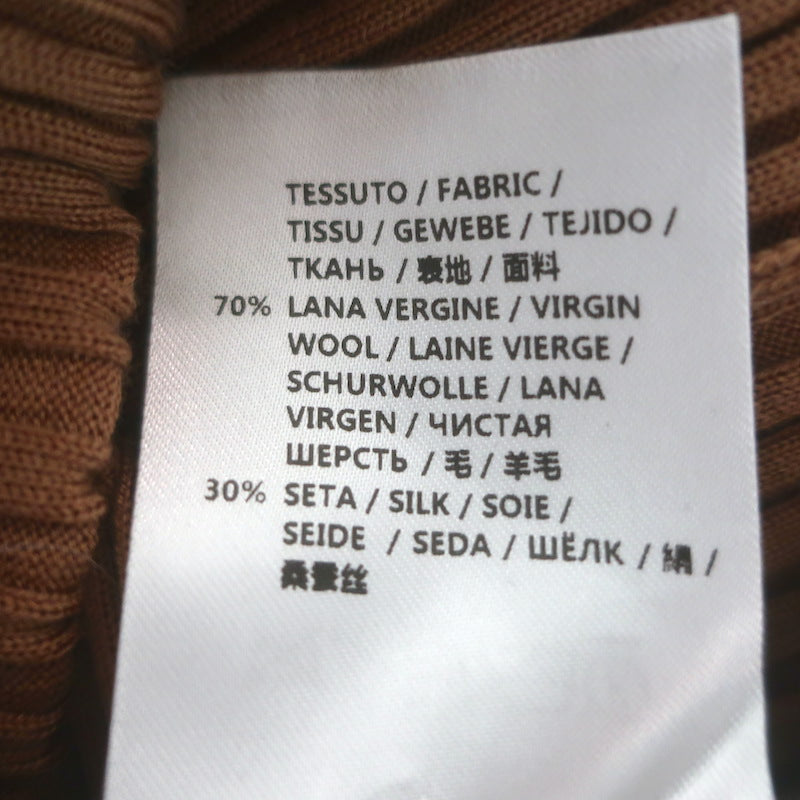 TESSUTO / FABRIC /
TISSU / GEWEBE / TEJIDO /
ТКАНЬ / 表地 / 面料
70% LANA VERGINE / VIRGIN
WOOL / LAINE VIERGE /
SCHURWOLLE / LANA
VIRGEN / ЧИСТАЯ
ШЕРСТЬ / 毛 / 羊毛
30% SETA / SILK / SOIE /
SEIDE / SEDA / ШЁЛК / 絹 /
桑蚕丝